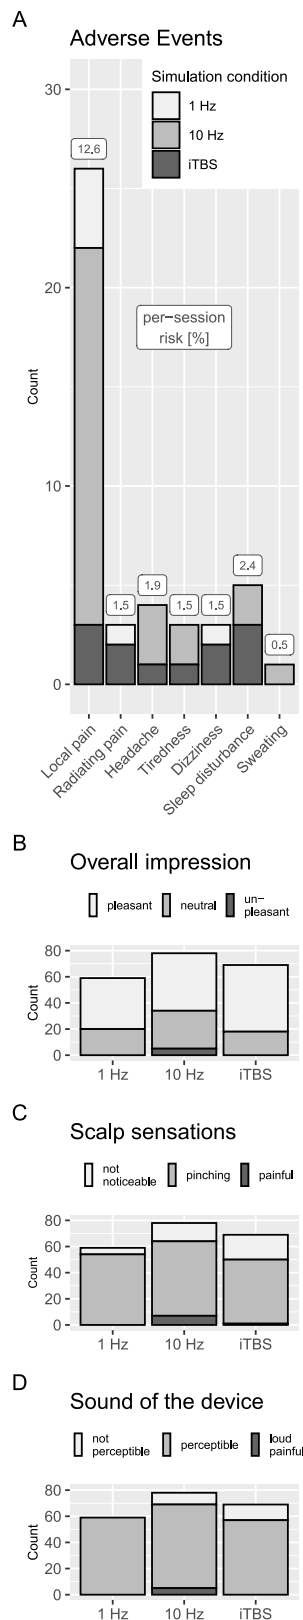 A
Adverse Events
Simulation condition
1 Hz
10 Hz
iTBS
30
20
10
0
Count
12.6
per−session
risk [%]
1.5
1.9
1.5
1.5
2.4
0.5
Local pain
Radiating pain
Headache
Tiredness
Dizziness
Sleep disturbance
Sweating
B
Overall impression
pleasant
neutral
un-
pleasant
80
60
40
20
0
Count
1 Hz
10 Hz
iTBS
C
Scalp sensations
not
noticeable
pinching
painful
80
60
40
20
0
Count
1 Hz
10 Hz
iTBS
D
Sound of the device
not
perceptible
perceptible
loud
painful
80
60
40
20
0
Count
1 Hz
10 Hz
iTBS